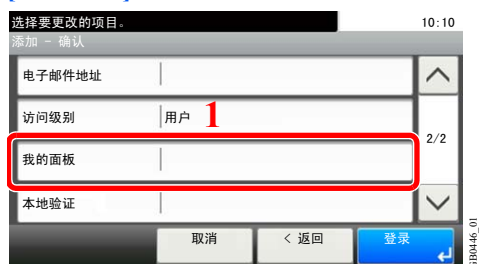 选择要更改的项目。 10:10
添加 - 确认
电子邮件地址
访问级别 用户 1
2/2
我的面板
本地验证
取消 < 返回 登录
GB0446_01